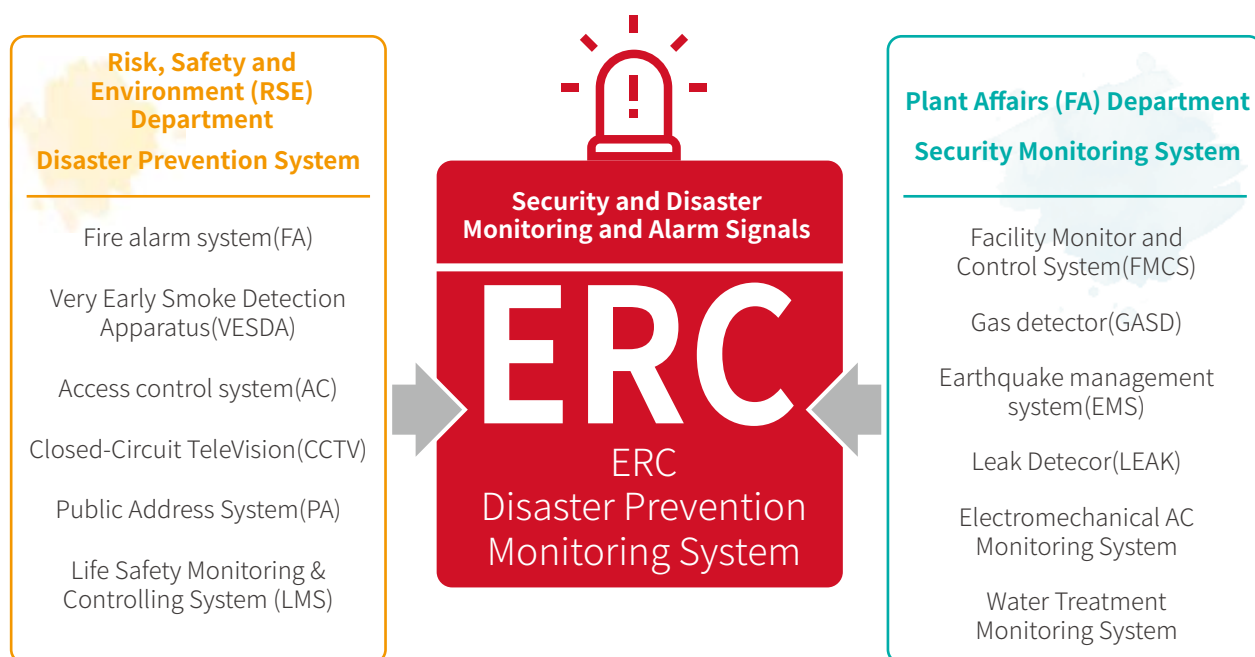 Risk, Safety and
Environment (RSE)
Department
Disaster Prevention System
Fire alarm system(FA)
Very Early Smoke Detection
Apparatus(VESDA)
Access control system(AC)
Closed-Circuit TeleVision(CCTV)
Public Address System(PA)
Life Safety Monitoring &
Controlling System (LMS)
Security and Disaster
Monitoring and Alarm Signals
ERC
ERC
Disaster Prevention
Monitoring System
Plant Affairs (FA) Department
Security Monitoring System
Facility Monitor and
Control System(FMCS)
Gas detector(GASD)
Earthquake management
system(EMS)
Leak Detecor(LEAK)
Electromechanical AC
Monitoring System
Water Treatment
Monitoring System